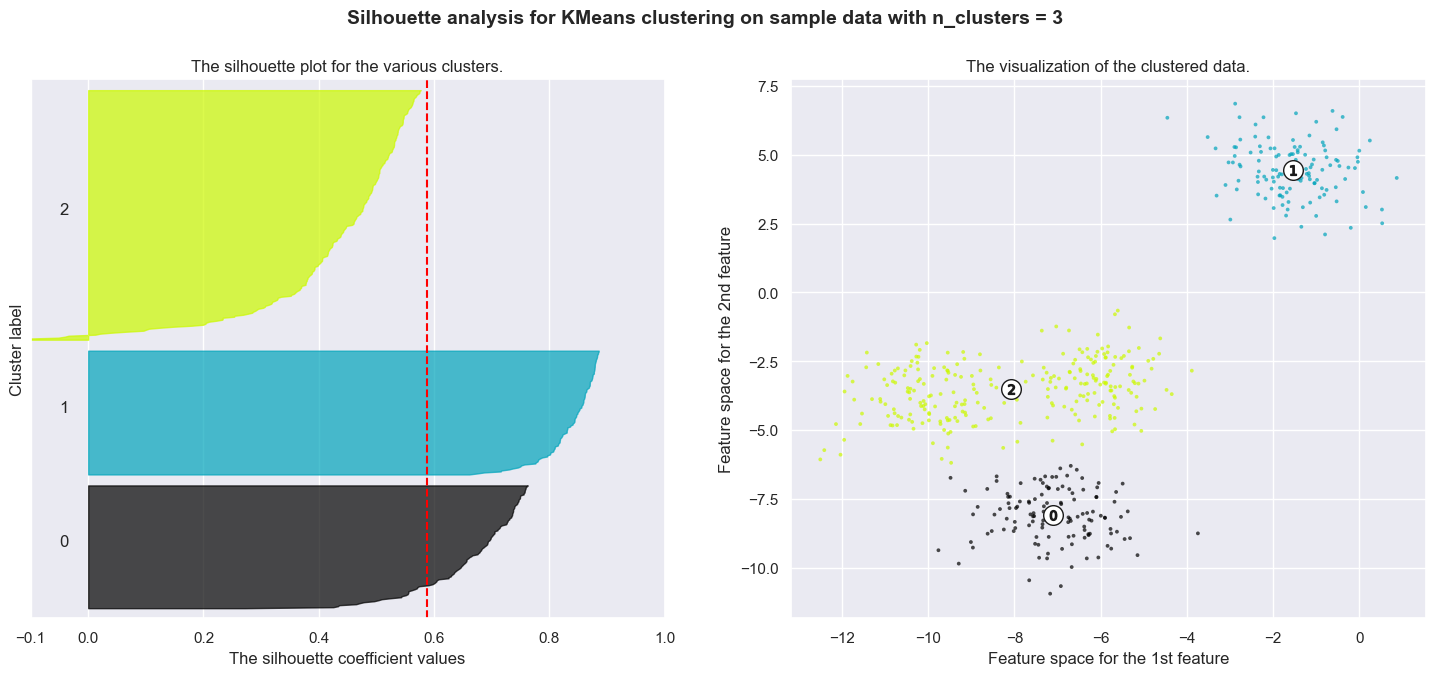 Silhouette analysis for KMeans clustering on sample data with n_clusters = 3
The silhouette plot for the various clusters.
Cluster label
2
1
0
−0.1 0.0 0.2 0.4 0.6 0.8 1.0
The silhouette coefficient values
The visualization of the clustered data.
Feature space for the 2nd feature
7.5
5.0
2.5
0.0
−2.5
−5.0
−7.5
−10.0
1
2
0
−12 −10 −8 −6 −4 −2 0
Feature space for the 1st feature